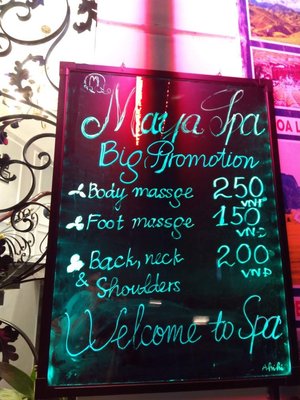 Maya Spa
Big Promotion
Body massge 250 VNĐ
Foot massge 150 VNĐ
Back, neck 200 VNĐ
& Shoulders
Welcome to Spa